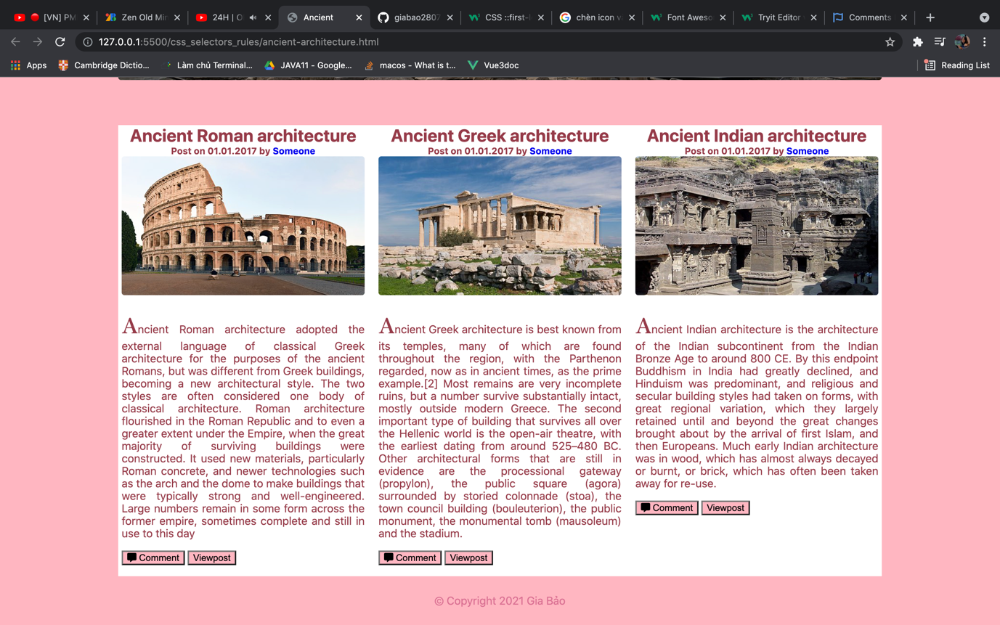 [VN] PM
Zen Old Min
24H | O
Ancient
giabao2807
CSS ::first-l
chèn icon v
Font Aweso
Tryit Editor
Comments
127.0.0.1:5500/css_selectors_rules/ancient-architecture.html
Apps
Cambridge Dictio...
Làm chủ Terminal...
JAVA11 - Google...
macos - What is t...
Vue3doc
Reading List
Ancient Roman architecture
Post on 01.01.2017 by Someone
Ancient Roman architecture adopted the
external language of classical Greek
architecture for the purposes of the ancient
Romans, but was different from Greek buildings,
becoming a new architectural style. The two
styles are often considered one body of
classical architecture. Roman architecture
flourished in the Roman Republic and to even a
greater extent under the Empire, when the great
majority of surviving buildings were
constructed. It used new materials, particularly
Roman concrete, and newer technologies such
as the arch and the dome to make buildings that
were typically strong and well-engineered.
Large numbers remain in some form across the
former empire, sometimes complete and still in
use to this day
Comment Viewpost
Ancient Greek architecture
Post on 01.01.2017 by Someone
Ancient Greek architecture is best known from
its temples, many of which are found
throughout the region, with the Parthenon
regarded, now as in ancient times, as the prime
example.[2] Most remains are very incomplete
ruins, but a number survive substantially intact,
mostly outside modern Greece. The second
important type of building that survives all over
the Hellenic world is the open-air theatre, with
the earliest dating from around 525–480 BC.
Other architectural forms that are still in
evidence are the processional gateway
(propylon), the public square (agora)
surrounded by storied colonnade (stoa), the
town council building (bouleuterion), the public
monument, the monumental tomb (mausoleum)
and the stadium.
Comment Viewpost
Ancient Indian architecture
Post on 01.01.2017 by Someone
Ancient Indian architecture is the architecture
of the Indian subcontinent from the Indian
Bronze Age to around 800 CE. By this endpoint
Buddhism in India had greatly declined, and
Hinduism was predominant, and religious and
secular building styles had taken on forms, with
great regional variation, which they largely
retained until and beyond the great changes
brought about by the arrival of first Islam, and
then Europeans. Much early Indian architecture
was in wood, which has almost always decayed
or burnt, or brick, which has often been taken
away for re-use.
Comment Viewpost
© Copyright 2021 Gia Bảo